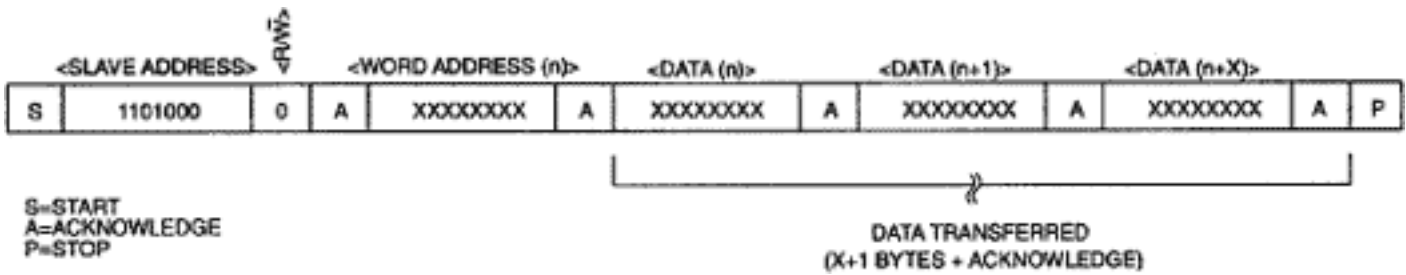 <R/W̅>
<SLAVE ADDRESS> <WORD ADDRESS (n)> <DATA (n)> <DATA (n+1)> <DATA (n+X)>
S 1101000 0 A XXXXXXXX A XXXXXXXX A XXXXXXXX A XXXXXXXX A P
S=START
A=ACKNOWLEDGE
P=STOP
DATA TRANSFERRED
(X+1 BYTES + ACKNOWLEDGE)